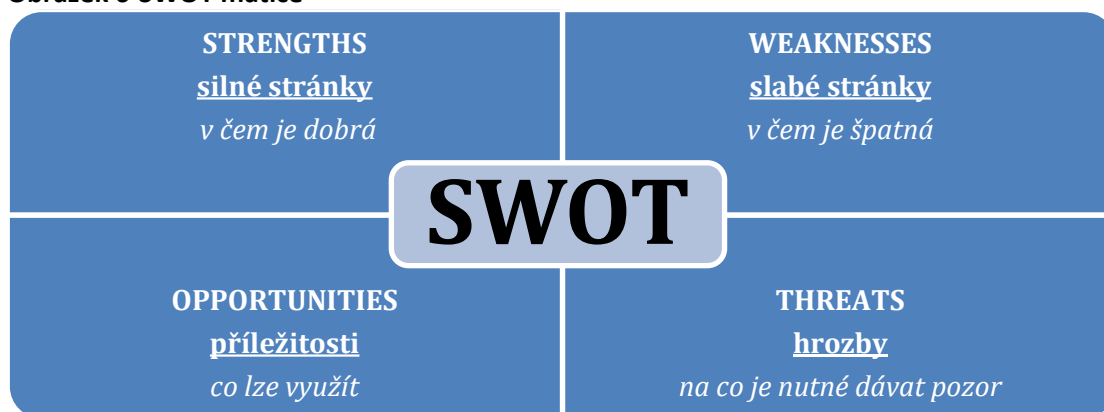 STRENGTHS
silné stránky
v čem je dobrá
WEAKNESSES
slabé stránky
v čem je špatná
SWOT
OPPORTUNITIES
příležitosti
co lze využít
THREATS
hrozby
na co je nutné dávat pozor